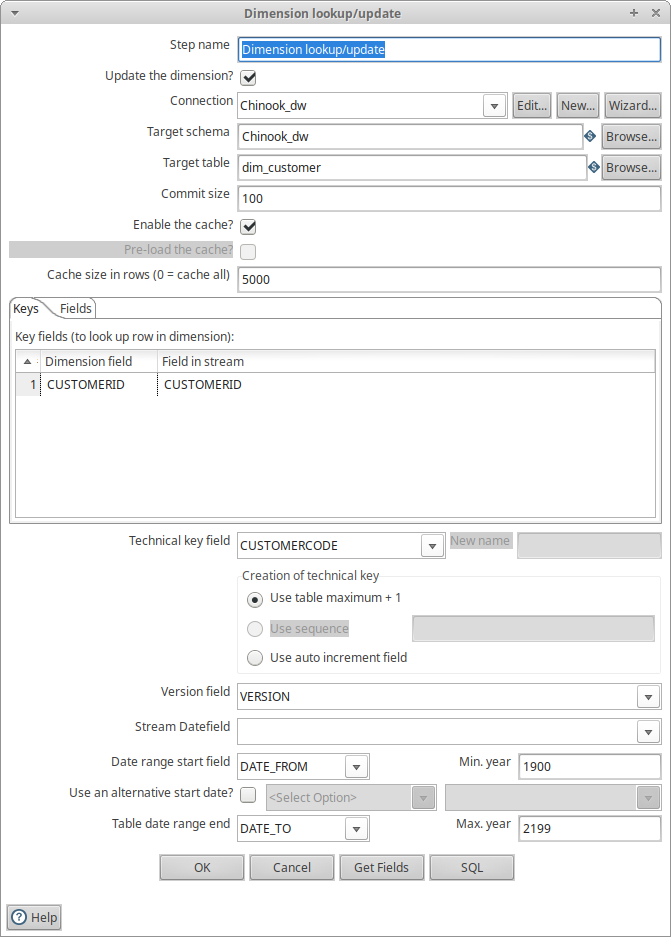 Dimension lookup/update
Step name Dimension lookup/update
Update the dimension?
Connection Chinook_dw Edit... New... Wizard...
Target schema Chinook_dw S Browse...
Target table dim_customer S Browse...
Commit size 100
Enable the cache?
Pre-load the cache?
Cache size in rows (0 = cache all) 5000
Keys Fields
Key fields (to look up row in dimension):
Dimension field Field in stream
1 CUSTOMERID CUSTOMERID
Technical key field CUSTOMERCODE New name
Creation of technical key
Use table maximum + 1
Use sequence
Use auto increment field
Version field VERSION
Stream Datefield
Date range start field DATE_FROM Min. year 1900
Use an alternative start date? <Select Option>
Table date range end DATE_TO Max. year 2199
OK Cancel Get Fields SQL
? Help